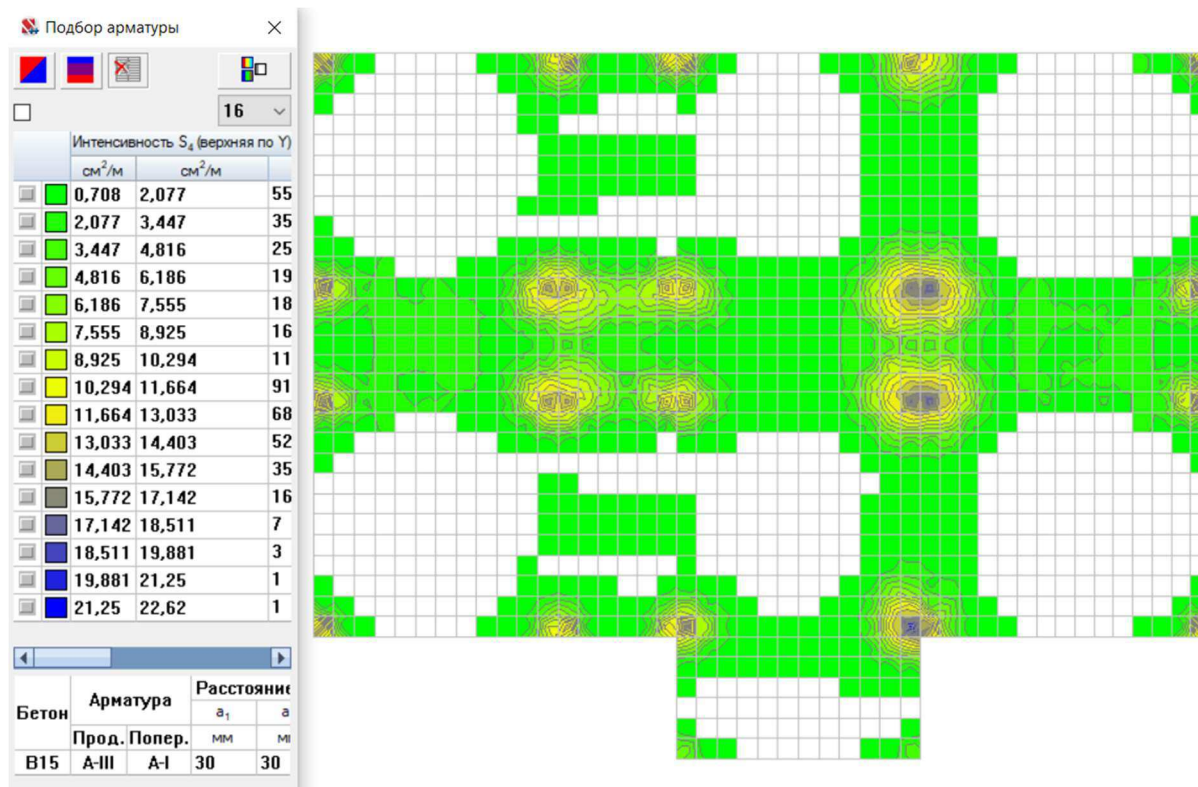 Подбор арматуры
16
Интенсивность S₄ (верхняя по Y)
см²/м см²/м
0,708 2,077 55
2,077 3,447 35
3,447 4,816 25
4,816 6,186 19
6,186 7,555 18
7,555 8,925 16
8,925 10,294 11
10,294 11,664 91
11,664 13,033 68
13,033 14,403 52
14,403 15,772 35
15,772 17,142 16
17,142 18,511 7
18,511 19,881 3
19,881 21,25 1
21,25 22,62 1
Бетон Арматура Расстояние
a₁ a
Прод. Попер. мм м
B15 A-III A-I 30 30